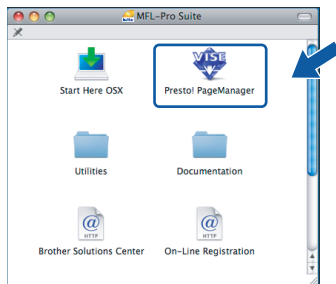 MFL-Pro Suite
VISE
Start Here OSX
Presto! PageManager
Utilities
Documentation
@
HTTP
@
HTTP
Brother Solutions Center
On-Line Registration